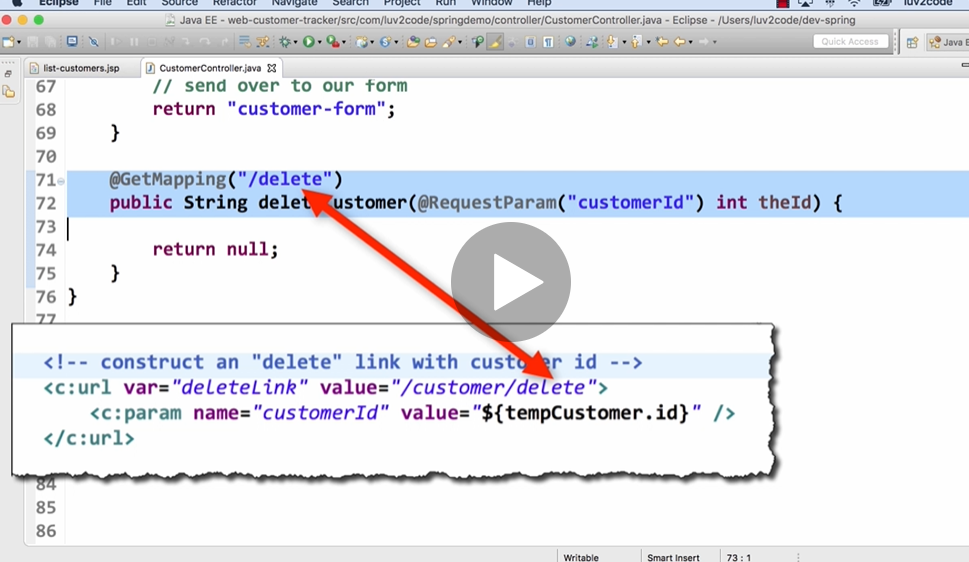 Eclipse File Edit Source Refactor Navigate Search Project Run Window Help luv2code
Java EE - web-customer-tracker/src/com/luv2code/springdemo/controller/CustomerController.java - Eclipse - /Users/luv2code/dev-spring
Quick Access
Java E
list-customers.jsp
CustomerController.java
67 // send over to our form
68 return "customer-form";
69 }
70
71 @GetMapping("/delete")
72 public String delet ustomer(@RequestParam("customerId") int theId) {
73
74 return null;
75 }
76 }
77
<!-- construct an "delete" link with customer id -->
<c:url var="deleteLink" value="/customer/delete">
<c:param name="customerId" value="${tempCustomer.id}" />
</c:url>
84
85
86
Writable Smart Insert 73 : 1